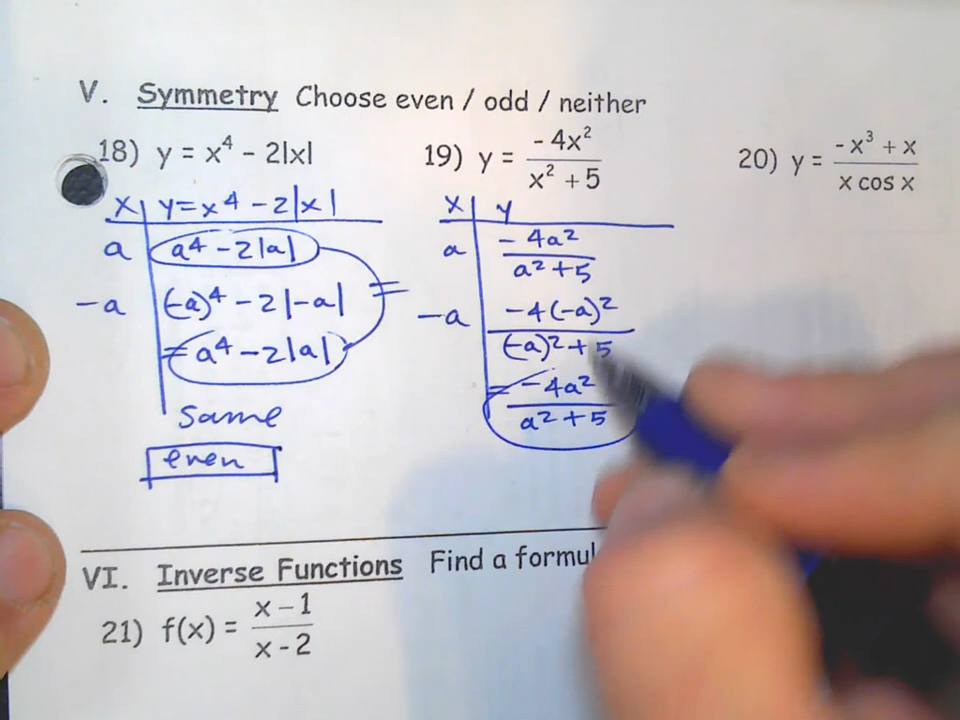 V. Symmetry Choose even / odd / neither
18) y = x⁴ - 2|x|
x | y = x⁴ - 2|x|
a | a⁴ - 2|a|
-a | (-a)⁴ - 2|-a|
= a⁴ - 2|a|
=
same
even
19) y = -4x² / x² + 5
x | y
a | -4a² / a² + 5
-a | -4(-a)² / (-a)² + 5
= -4a² / a² + 5
20) y = -x³ + x / x cos x
VI. Inverse Functions Find a
21) f(x) = x - 1 / x - 2